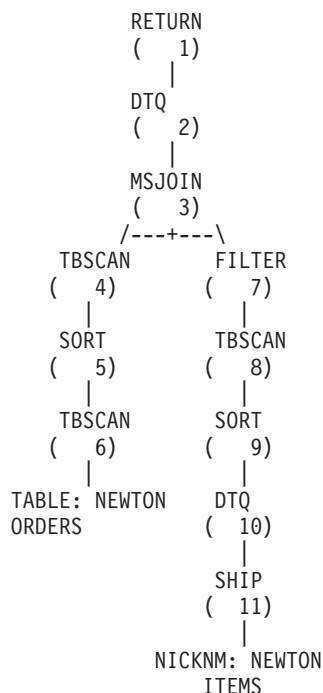 RETURN
( 1)
|
DTQ
( 2)
|
MSJOIN
( 3)
/---+---\
TBSCAN FILTER
( 4) ( 7)
| |
SORT TBSCAN
( 5) ( 8)
| |
TBSCAN SORT
( 6) ( 9)
| |
TABLE: NEWTON DTQ
ORDERS ( 10)
|
SHIP
( 11)
|
NICKNM: NEWTON
ITEMS